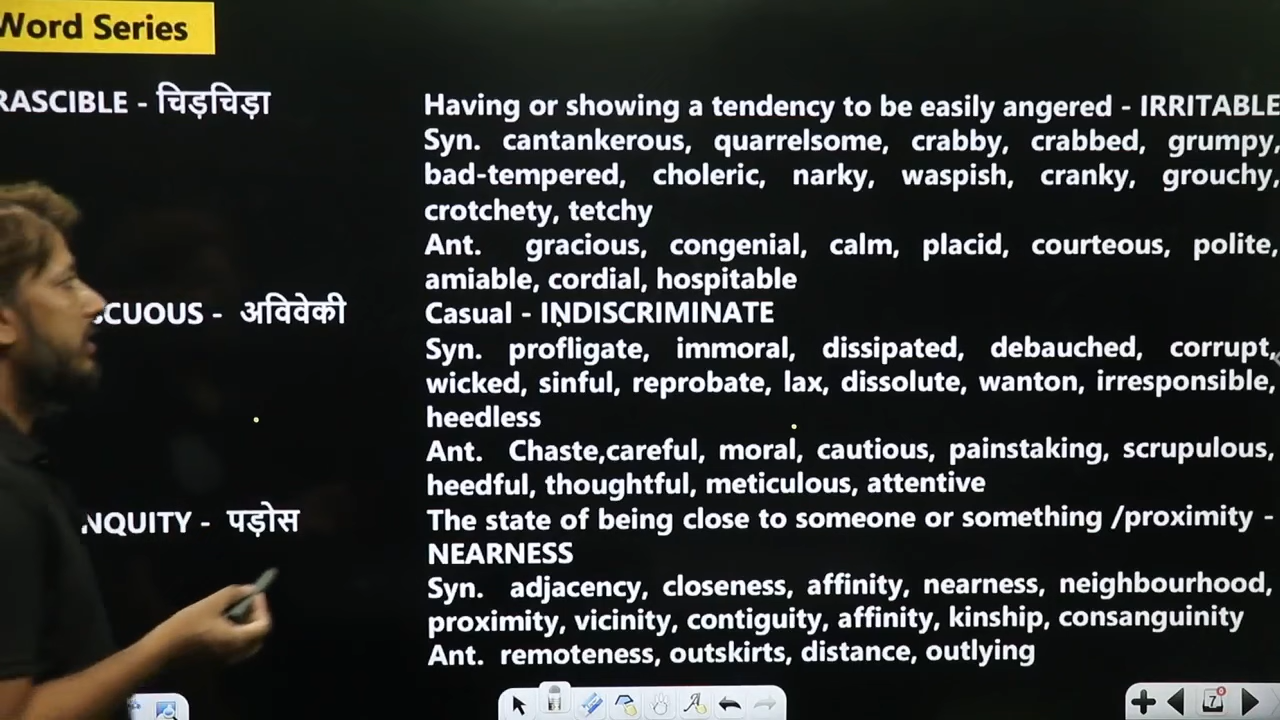 Word Series
RASCIBLE - चिड़चिड़ा
Having or showing a tendency to be easily angered - IRRITABLE
Syn. cantankerous, quarrelsome, crabby, crabbed, grumpy,
bad-tempered, choleric, narky, waspish, cranky, grouchy,
crotchety, tetchy
Ant. gracious, congenial, calm, placid, courteous, polite,
amiable, cordial, hospitable
SCUOUS - अविवेकी
Casual - INDISCRIMINATE
Syn. profligate, immoral, dissipated, debauched, corrupt,
wicked, sinful, reprobate, lax, dissolute, wanton, irresponsible,
heedless
Ant. Chaste,careful, moral, cautious, painstaking, scrupulous,
heedful, thoughtful, meticulous, attentive
NQUITY - पड़ोस
The state of being close to someone or something /proximity -
NEARNESS
Syn. adjacency, closeness, affinity, nearness, neighbourhood,
proximity, vicinity, contiguity, affinity, kinship, consanguinity
Ant. remoteness, outskirts, distance, outlying
7